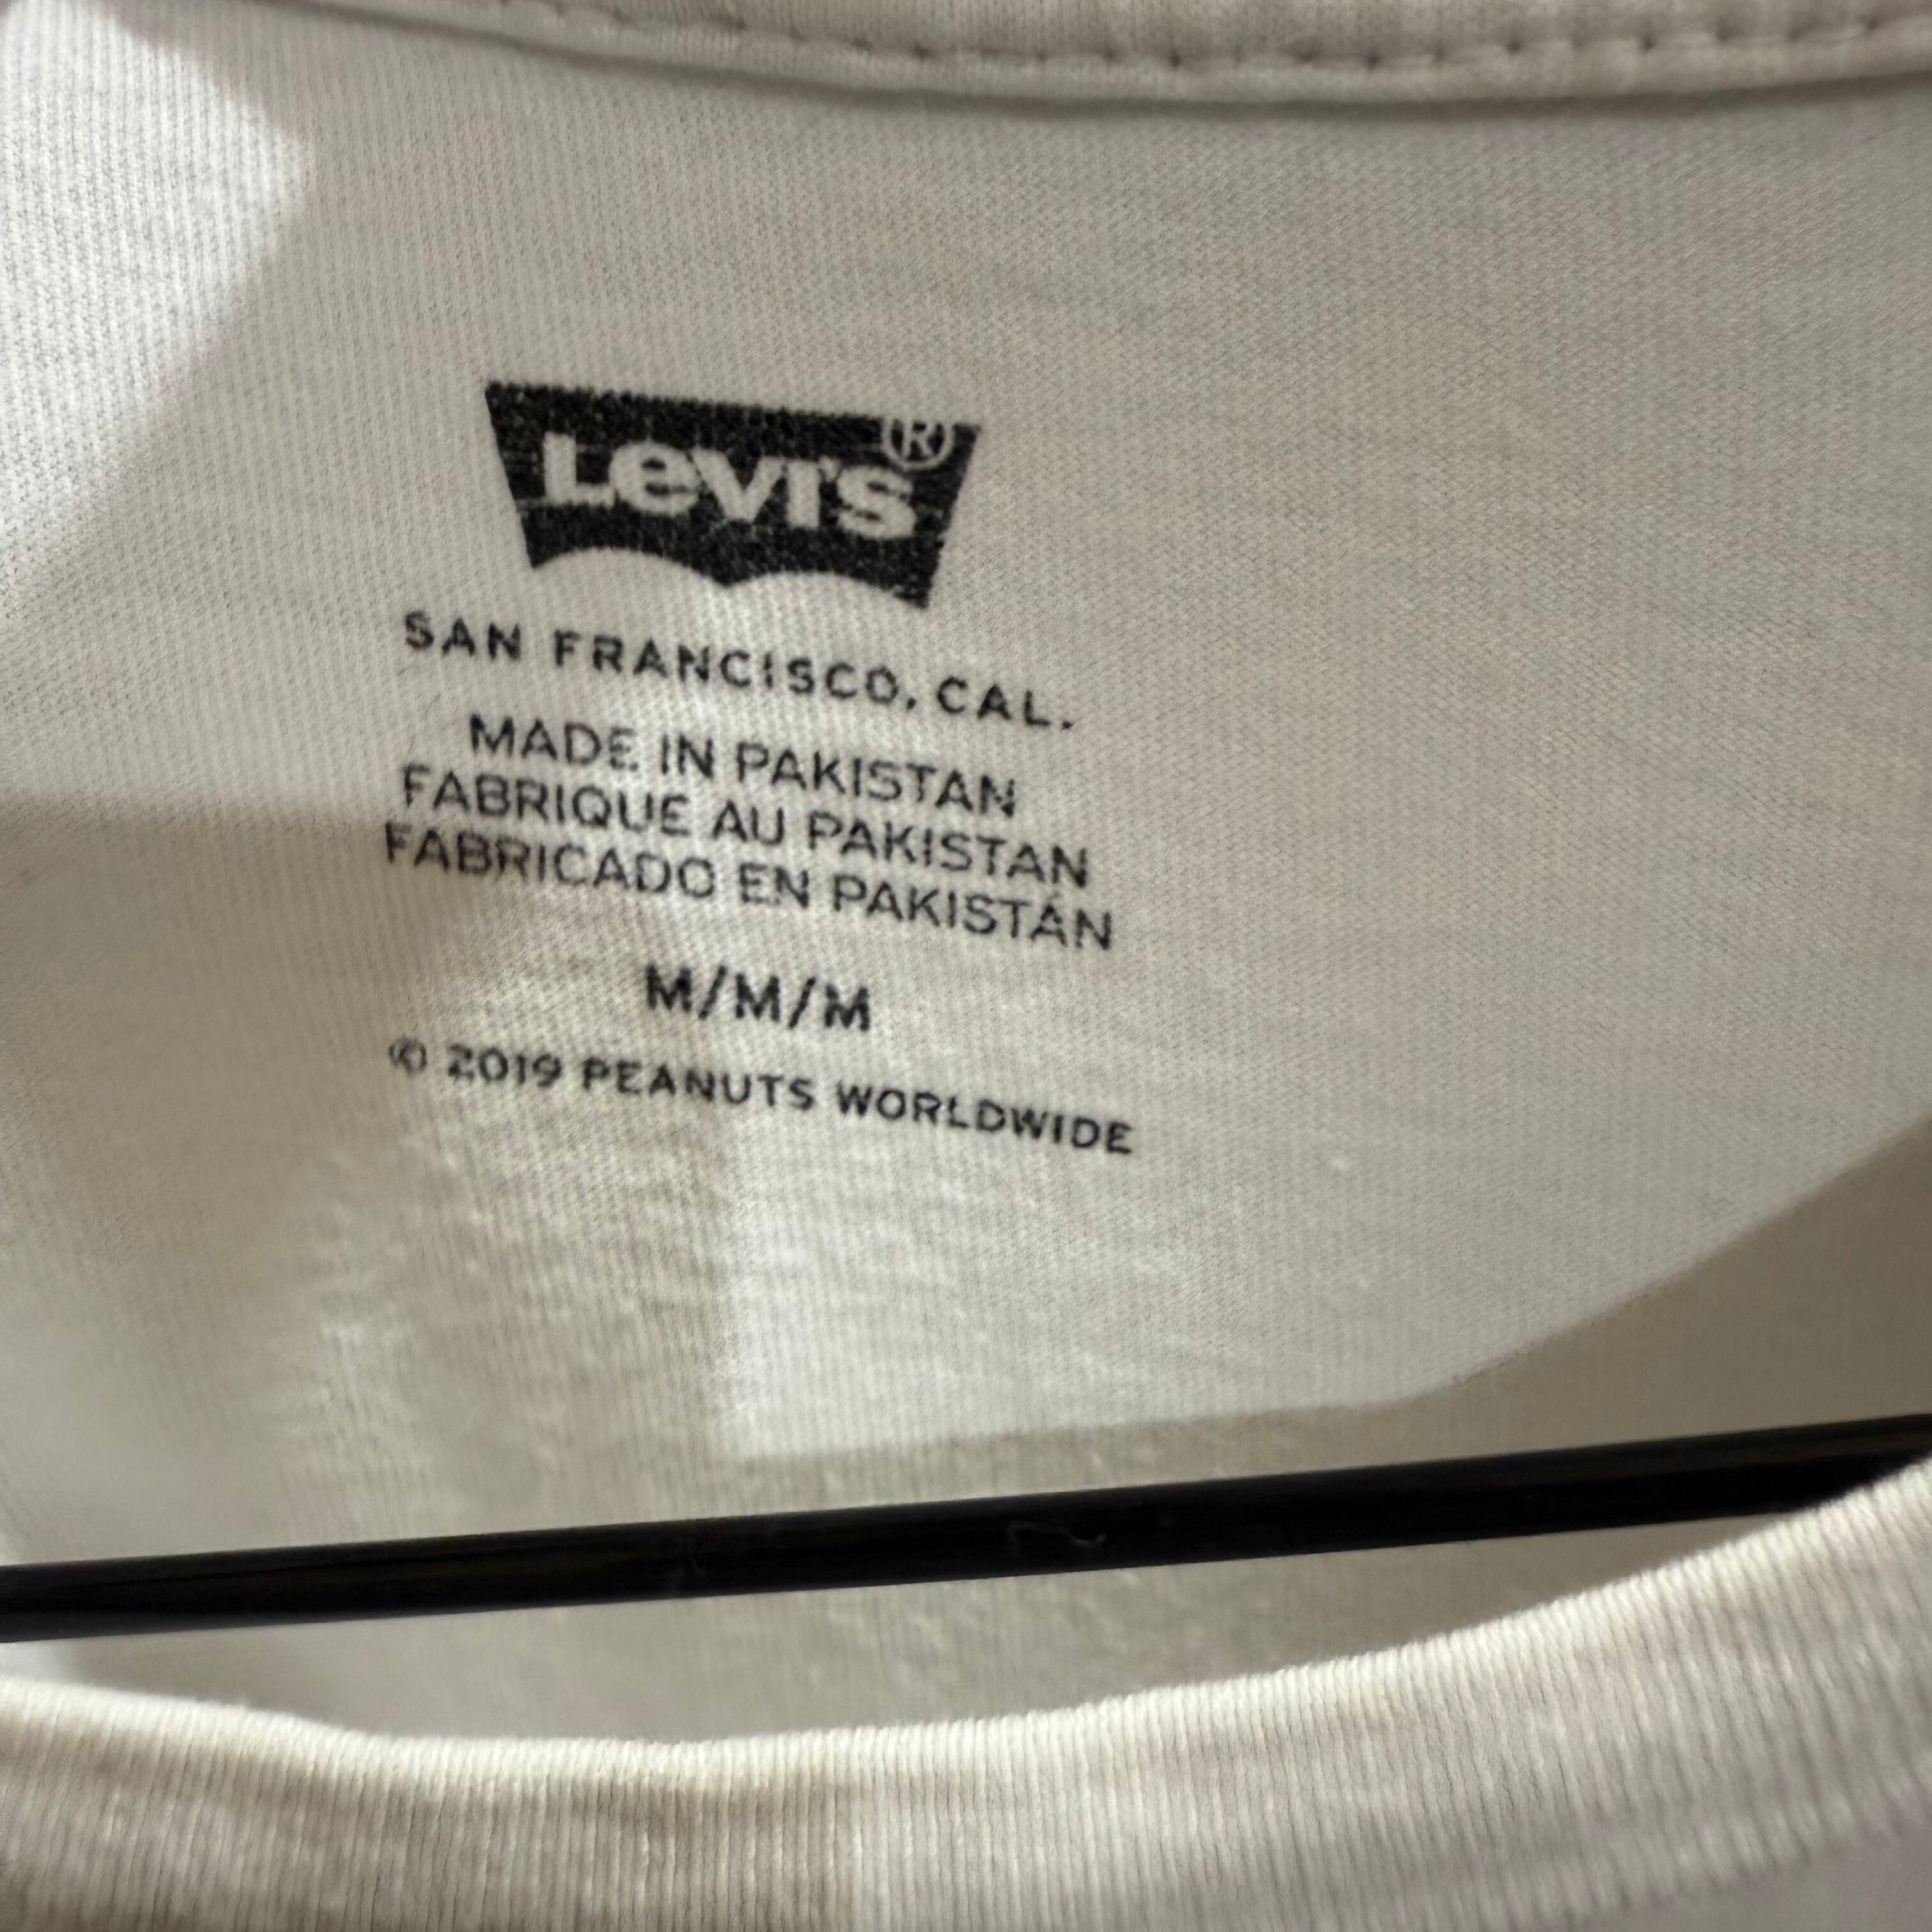 Levi's®
SAN FRANCISCO, CAL.
MADE IN PAKISTAN
FABRIQUE AU PAKISTAN
FABRICADO EN PAKISTÁN
M/M/M
© 2019 PEANUTS WORLDWIDE